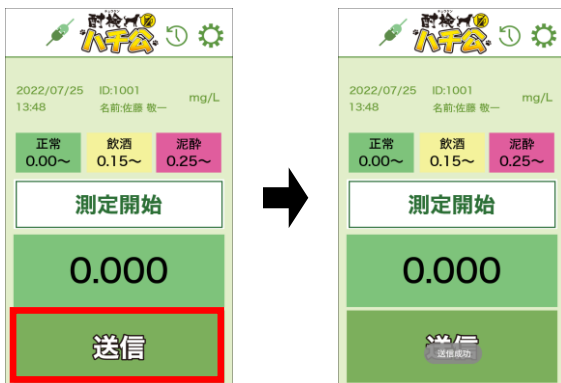 酎検
ハチ公
2022/07/25 ID:1001
13:48 名前:佐藤 敬一 mg/L
正常 飲酒 泥酔
0.00〜 0.15〜 0.25〜
測定開始
0.000
送信
酎検
ハチ公
2022/07/25 ID:1001
13:48 名前:佐藤 敬一 mg/L
正常 飲酒 泥酔
0.00〜 0.15〜 0.25〜
測定開始
0.000
送信
送信成功